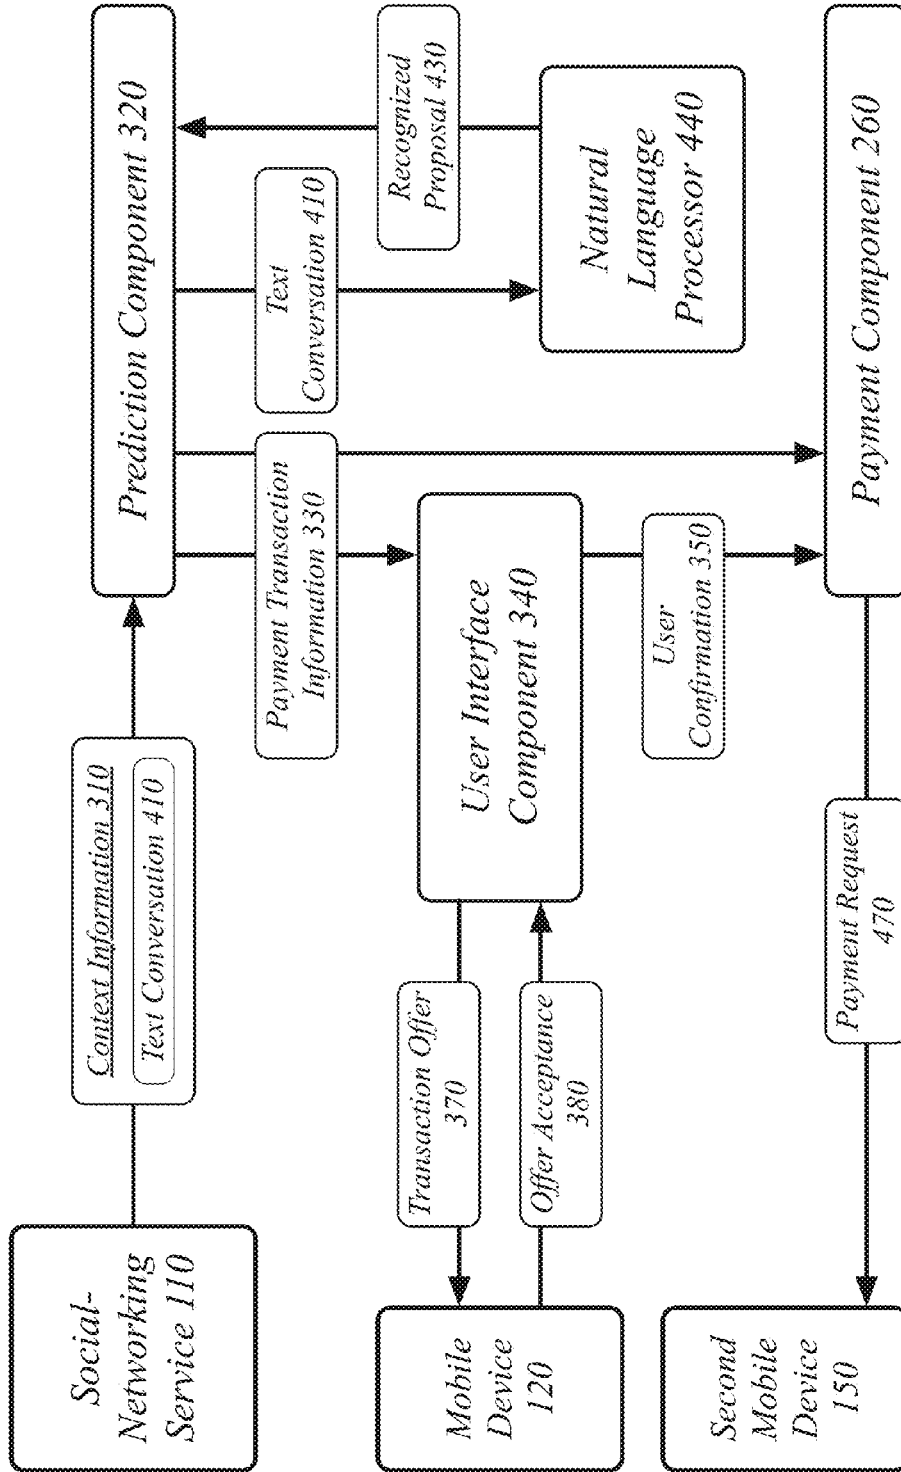 Social-
Networking
Service 110
Context Information 310
Text Conversation 410
Prediction Component 320
Payment Transaction
Information 330
Text
Conversation 410
Recognized
Proposal 430
Mobile
Device
120
Transaction Offer
370
Offer Acceptance
380
User Interface
Component 340
Natural
Language
Processor 440
User
Confirmation 350
Second
Mobile
Device
150
Payment Request
470
Payment Component 260